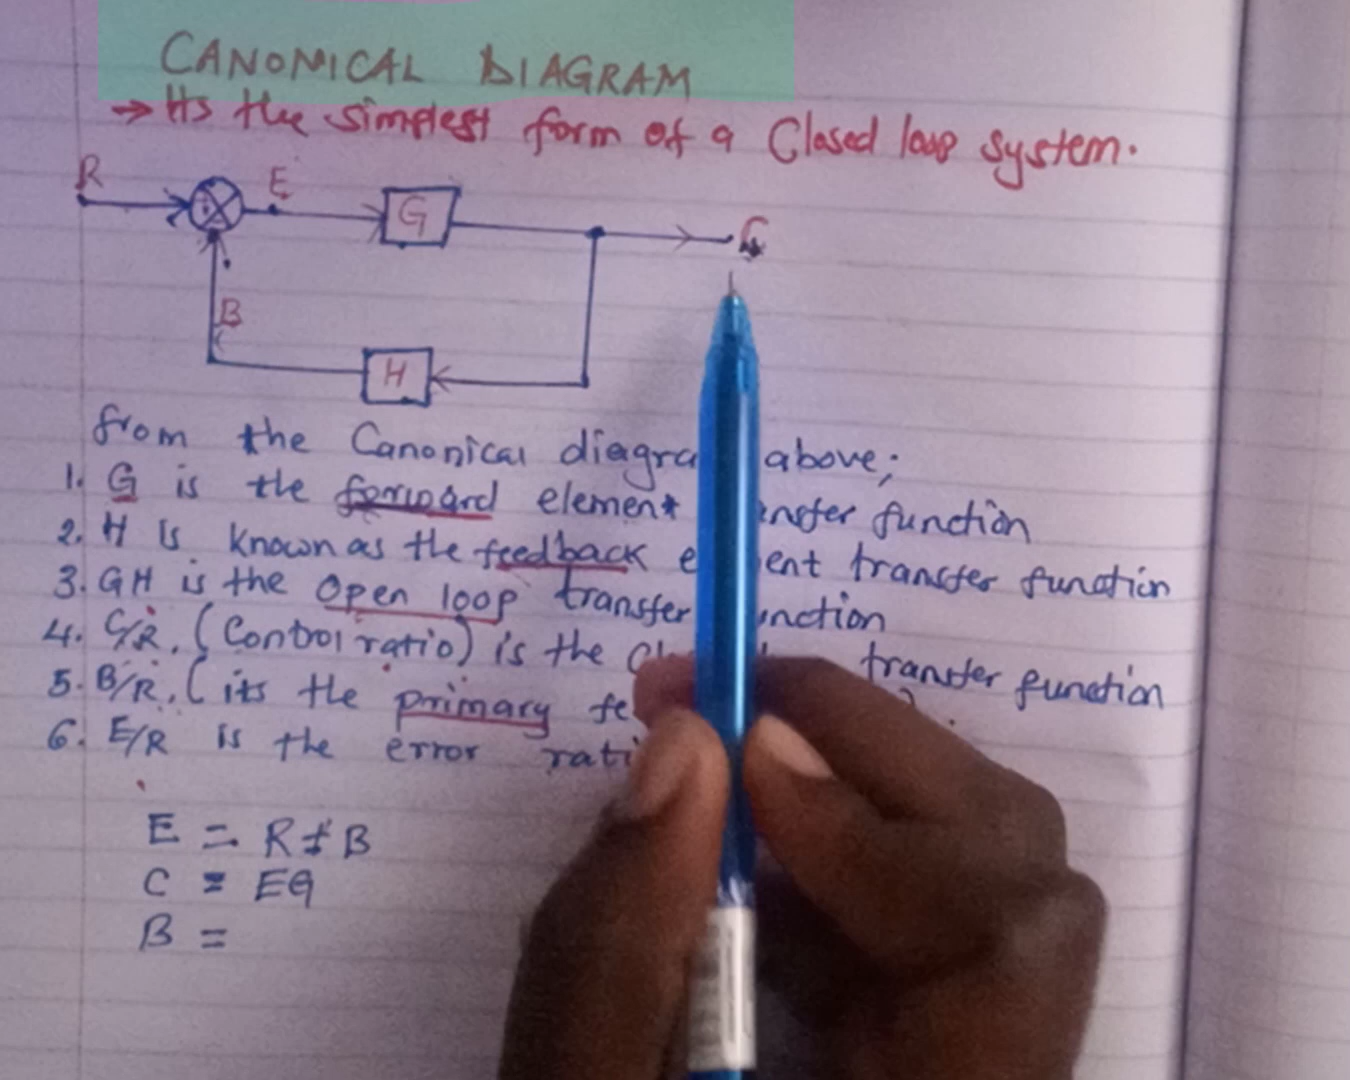 CANONICAL DIAGRAM
→ Its the simplest form of a Closed loop system.
R
E
G
C
B
H
from the Canonical diagra above;
1. G is the forward element nsfer function
2. H Is known as the feedback e ent transfer function
3. GH is the Open loop transfer unction
4. C/R. (Control ratio) is the transfer function
5. B/R. (its the primary fe
6. E/R is the error rati
E = R ± B
C = EG
B =